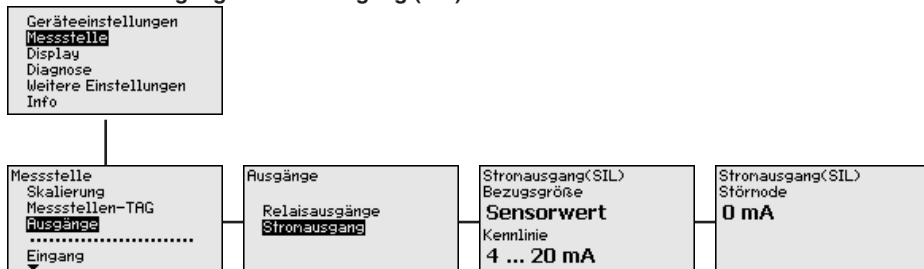 Geräteeinstellungen
Messstelle
Display
Diagnose
Weitere Einstellungen
Info
Messstelle
Skalierung
Messstellen-TAG
Ausgänge
Eingang
Ausgänge
Relaisausgänge
Stromausgang
Stromausgang(SIL)
Bezugsgröße
Sensorwert
Kennlinie
4 ... 20 mA
Stromausgang(SIL)
Störmode
0 mA